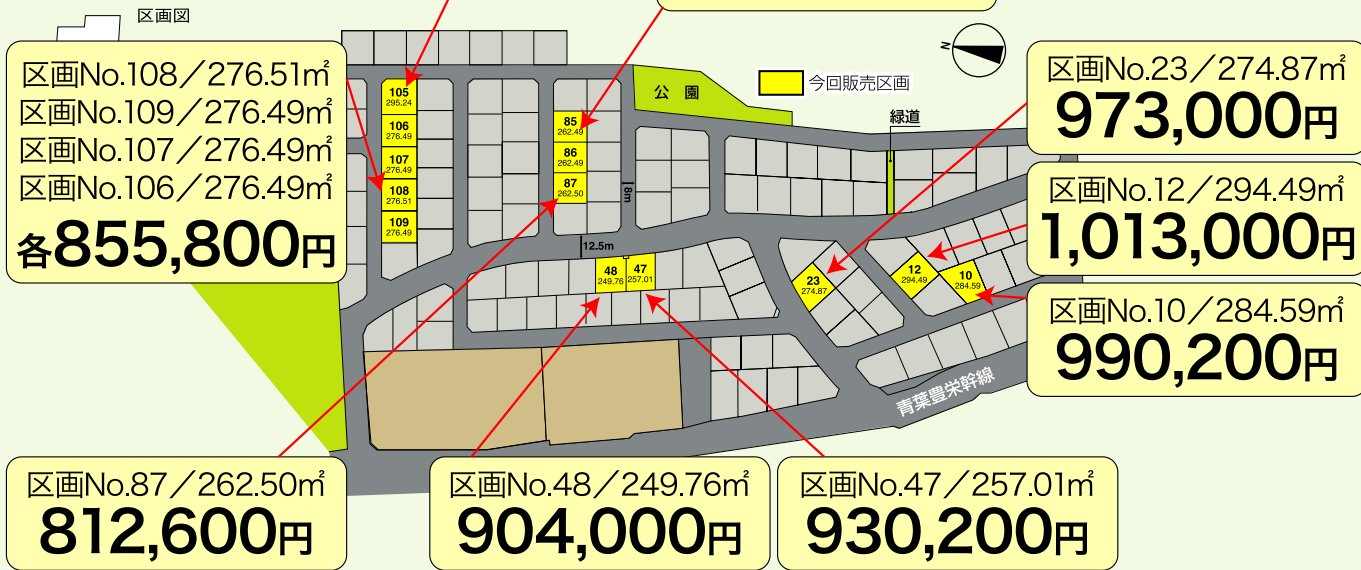 区画図
区画No.108／276.51㎡
区画No.109／276.49㎡
区画No.107／276.49㎡
区画No.106／276.49㎡
各855,800円
N
今回販売区画
公 園
緑道
105
295.24
106
276.49
107
276.49
108
276.51
109
276.49
85
262.49
86
262.49
87
262.50
8m
12.5m
48
249.76
47
257.01
23
274.87
12
294.49
10
284.59
青葉豊栄幹線
区画No.23／274.87㎡
973,000円
区画No.12／294.49㎡
1,013,000円
区画No.10／284.59㎡
990,200円
区画No.87／262.50㎡
812,600円
区画No.48／249.76㎡
904,000円
区画No.47／257.01㎡
930,200円